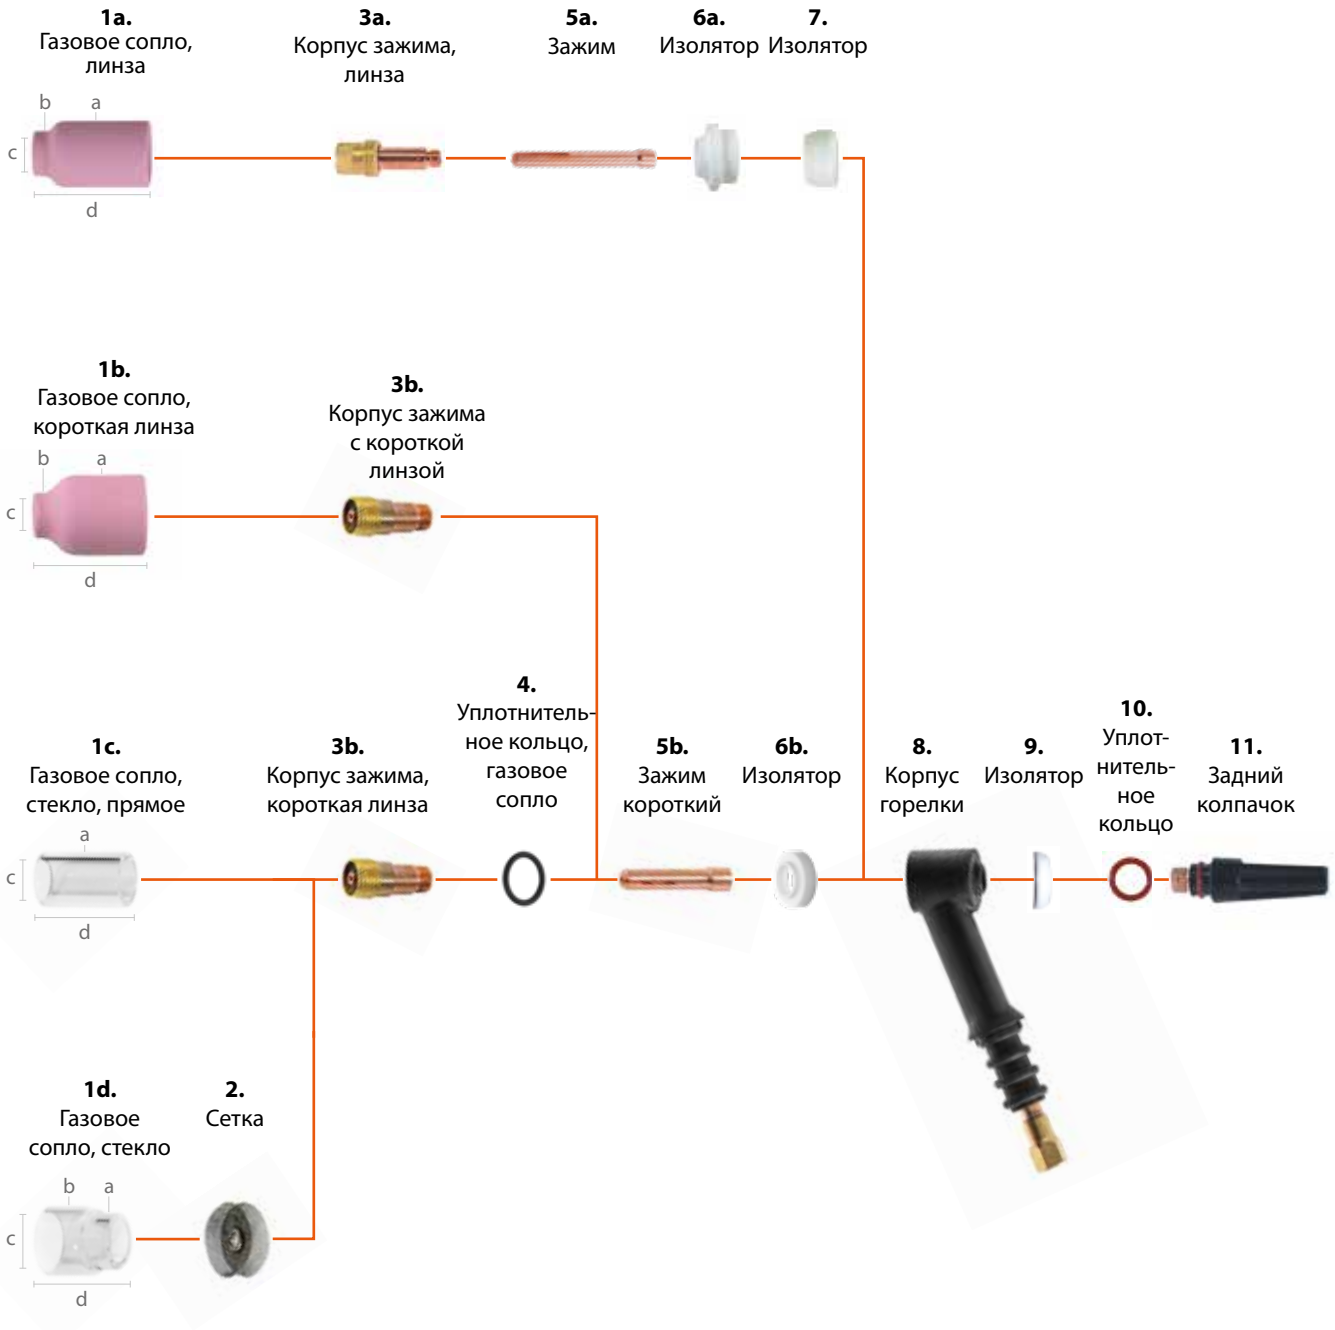 1a.
Газовое сопло,
линза
3a.
Корпус зажима,
линза
5a.
Зажим
6a.
Изолятор
7.
Изолятор
b
a
c
d
1b.
Газовое сопло,
короткая линза
3b.
Корпус зажима
с короткой
линзой
b
a
c
d
1c.
Газовое сопло,
стекло, прямое
3b.
Корпус зажима,
короткая линза
4.
Уплотнитель-
ное кольцо,
газовое
сопло
5b.
Зажим
короткий
6b.
Изолятор
8.
Корпус
горелки
9.
Изолятор
10.
Уплот-
нитель-
ное
кольцо
11.
Задний
колпачок
a
c
d
1d.
Газовое
сопло, стекло
2.
Сетка
b
a
c
d